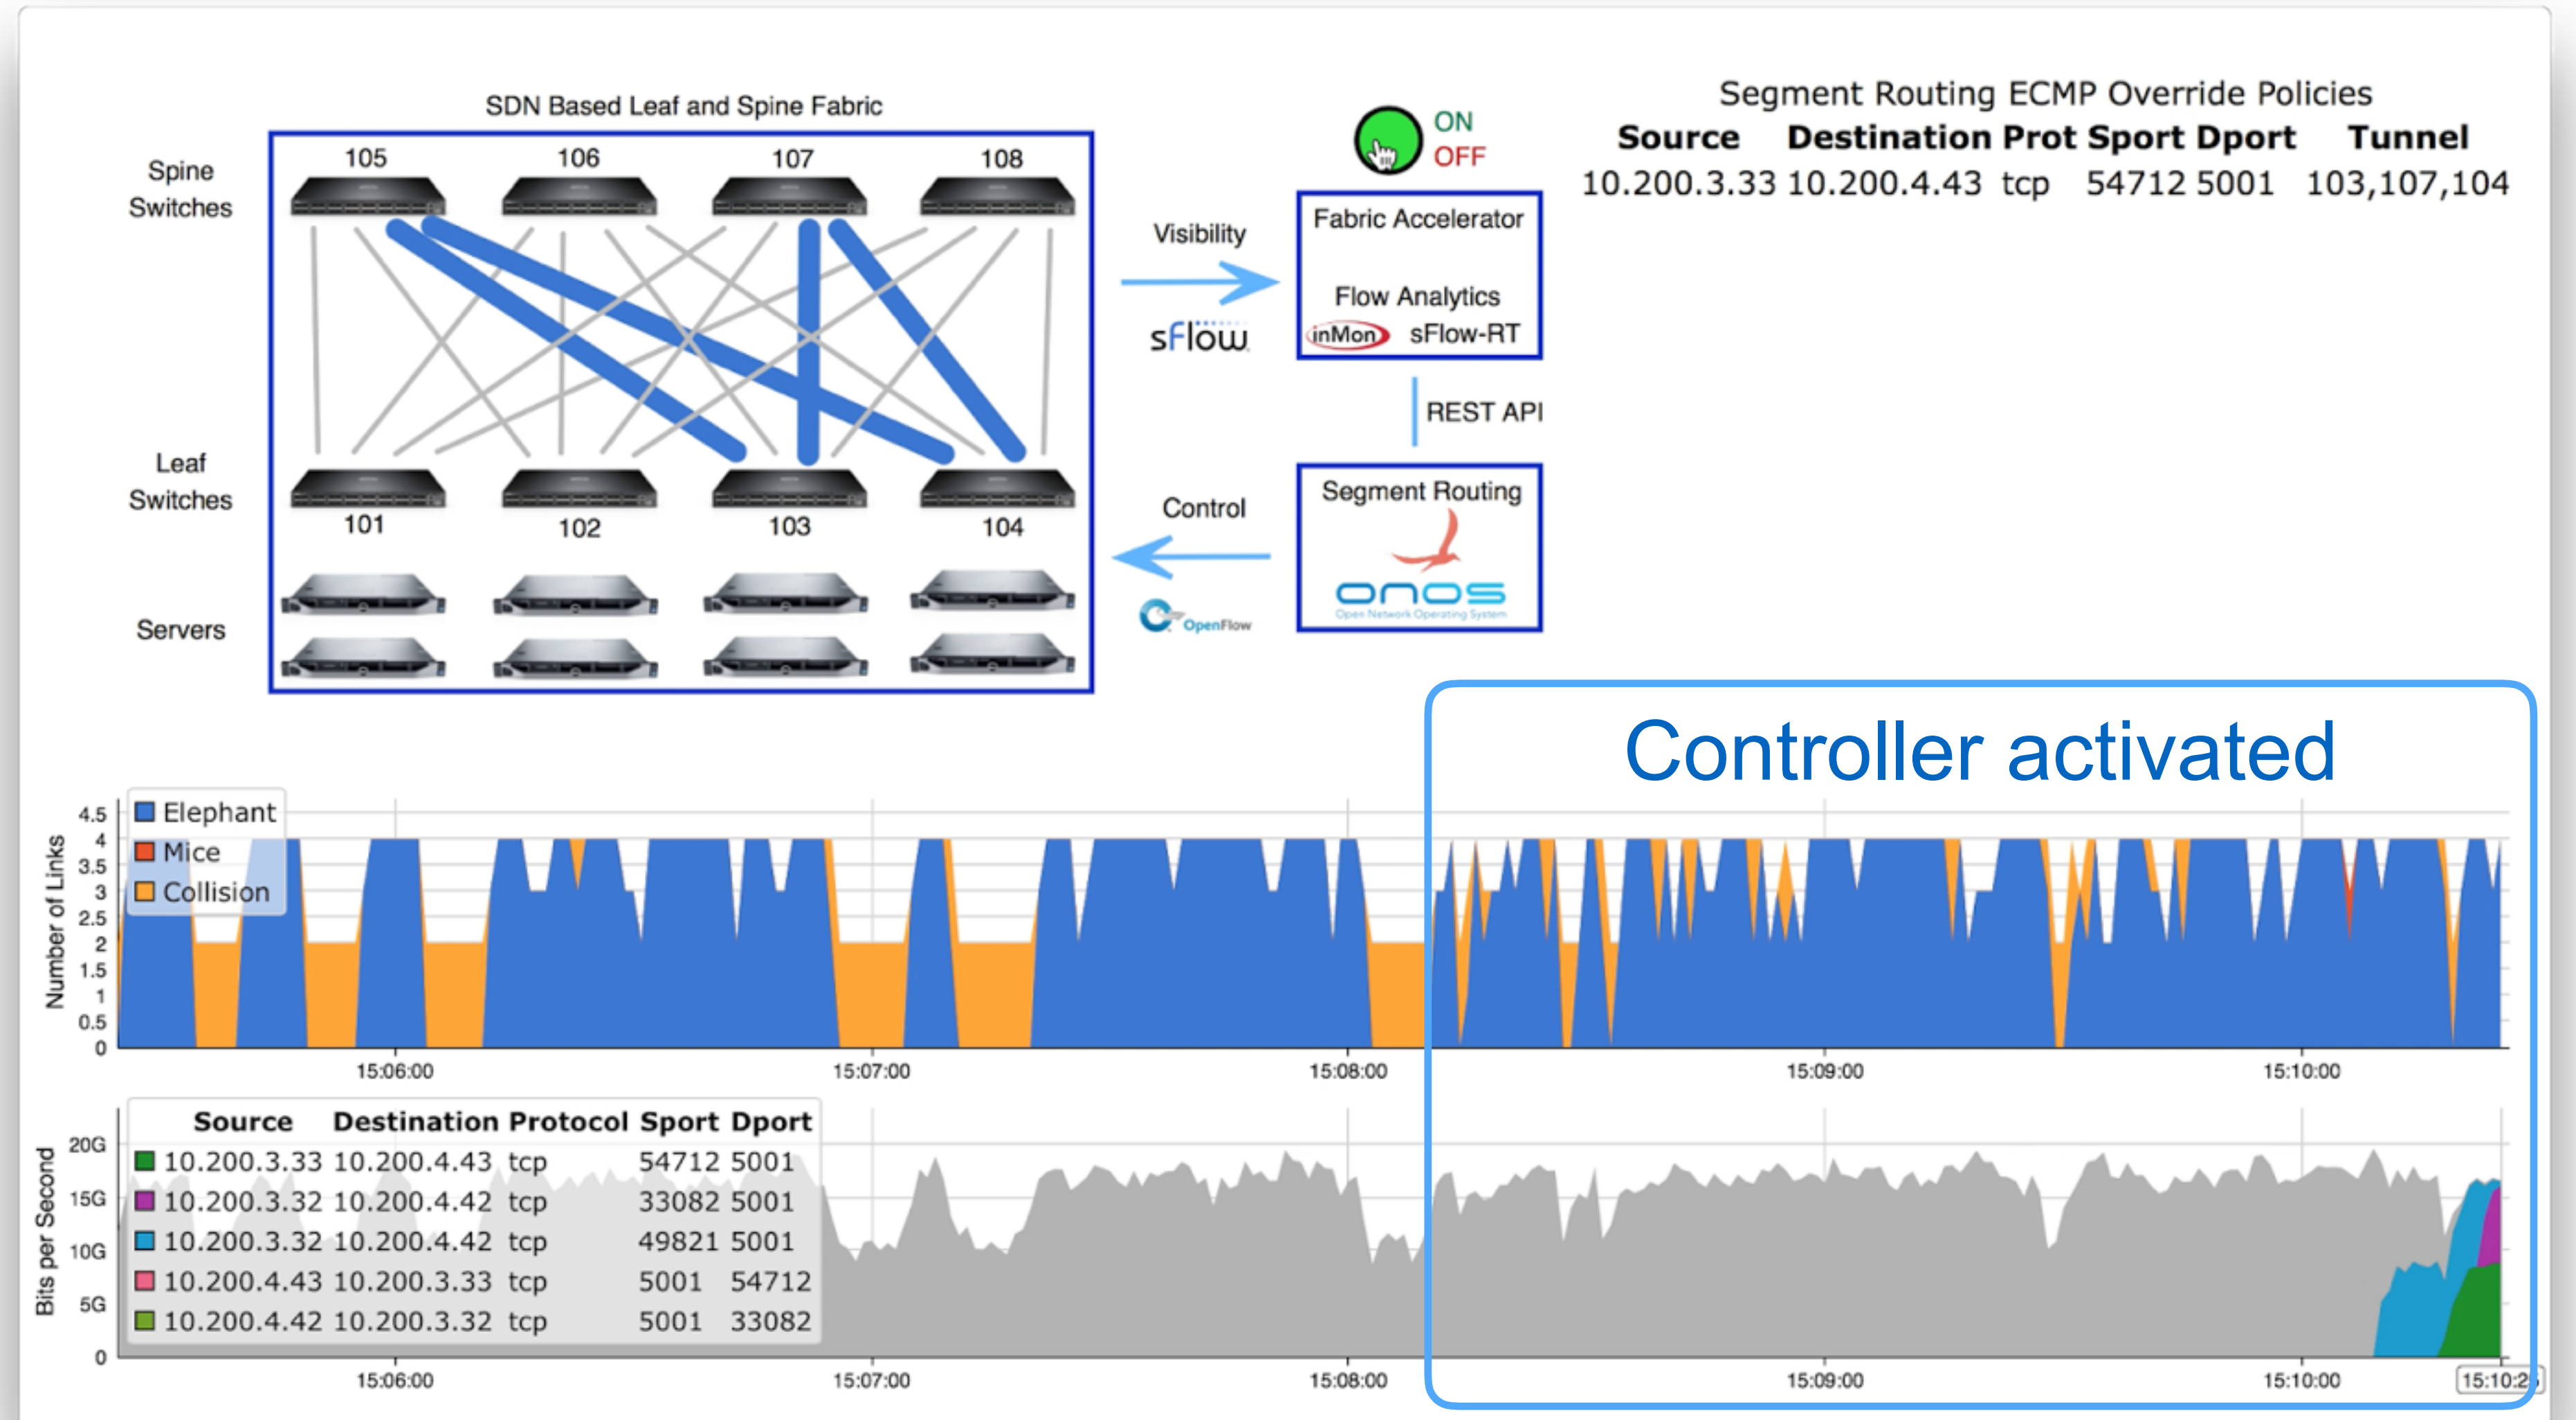 SDN Based Leaf and Spine Fabric
Spine
Switches
105
106
107
108
Leaf
Switches
101
102
103
104
Servers
Visibility
sFlow
ON
OFF
Fabric Accelerator
Flow Analytics
inMon sFlow-RT
REST API
Control
OpenFlow
Segment Routing
onos
Open Network Operating System
Segment Routing ECMP Override Policies
Source Destination Prot Sport Dport Tunnel
10.200.3.33 10.200.4.43 tcp 54712 5001 103,107,104
Controller activated
Number of Links
4.5
4
3.5
3
2.5
2
1.5
1
0.5
0
Elephant
Mice
Collision
15:06:00
15:07:00
15:08:00
15:09:00
15:10:00
Bits per Second
20G
15G
10G
5G
0
Source Destination Protocol Sport Dport
10.200.3.33 10.200.4.43 tcp 54712 5001
10.200.3.32 10.200.4.42 tcp 33082 5001
10.200.3.32 10.200.4.42 tcp 49821 5001
10.200.4.43 10.200.3.33 tcp 5001 54712
10.200.4.42 10.200.3.32 tcp 5001 33082
15:06:00
15:07:00
15:08:00
15:09:00
15:10:00